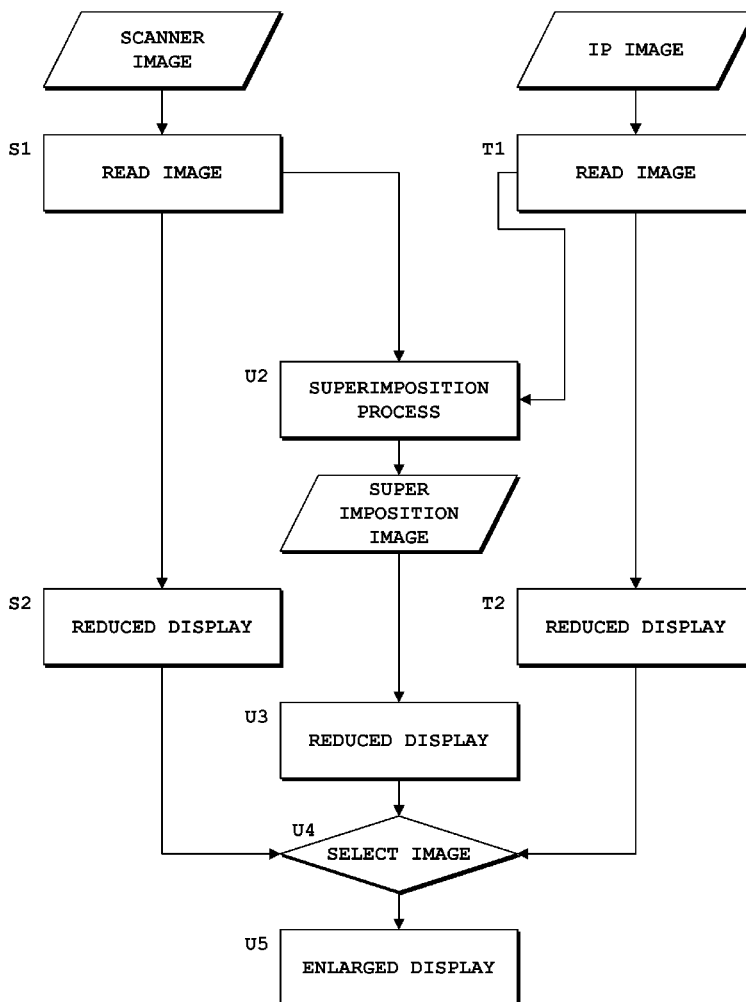 SCANNER
IMAGE
IP IMAGE
S1
READ IMAGE
T1
READ IMAGE
U2
SUPERIMPOSITION
PROCESS
SUPER
IMPOSITION
IMAGE
S2
REDUCED DISPLAY
T2
REDUCED DISPLAY
U3
REDUCED DISPLAY
U4
SELECT IMAGE
U5
ENLARGED DISPLAY